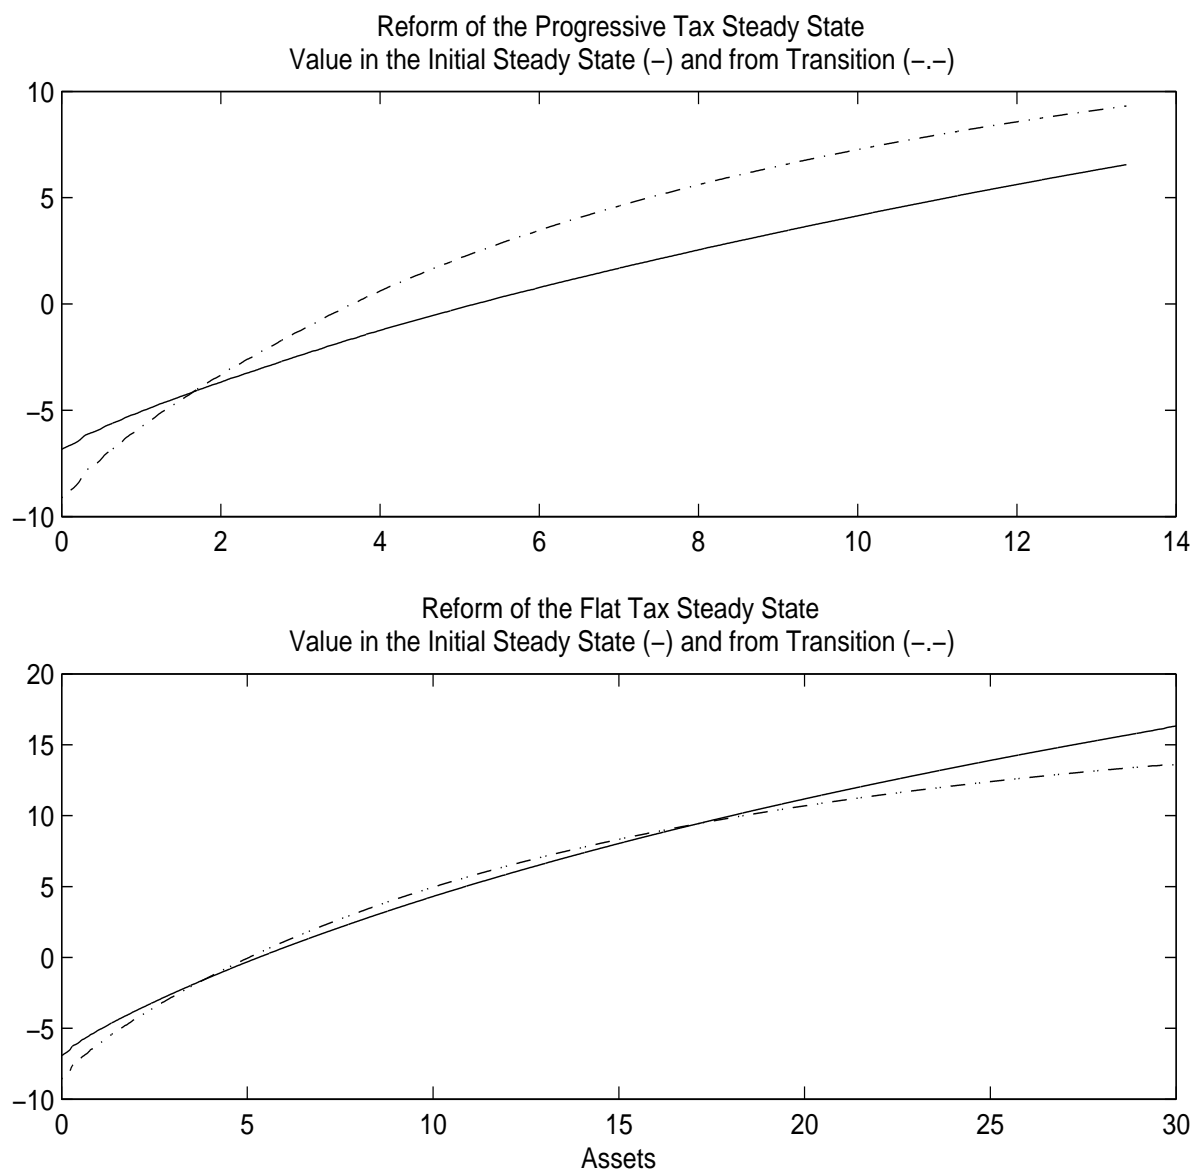 Reform of the Progressive Tax Steady State
Value in the Initial Steady State (−) and from Transition (−.−)
10
5
0
−5
−10
0 2 4 6 8 10 12 14
Reform of the Flat Tax Steady State
Value in the Initial Steady State (−) and from Transition (−.−)
20
15
10
5
0
−5
−10
0 5 10 15 20 25 30
Assets